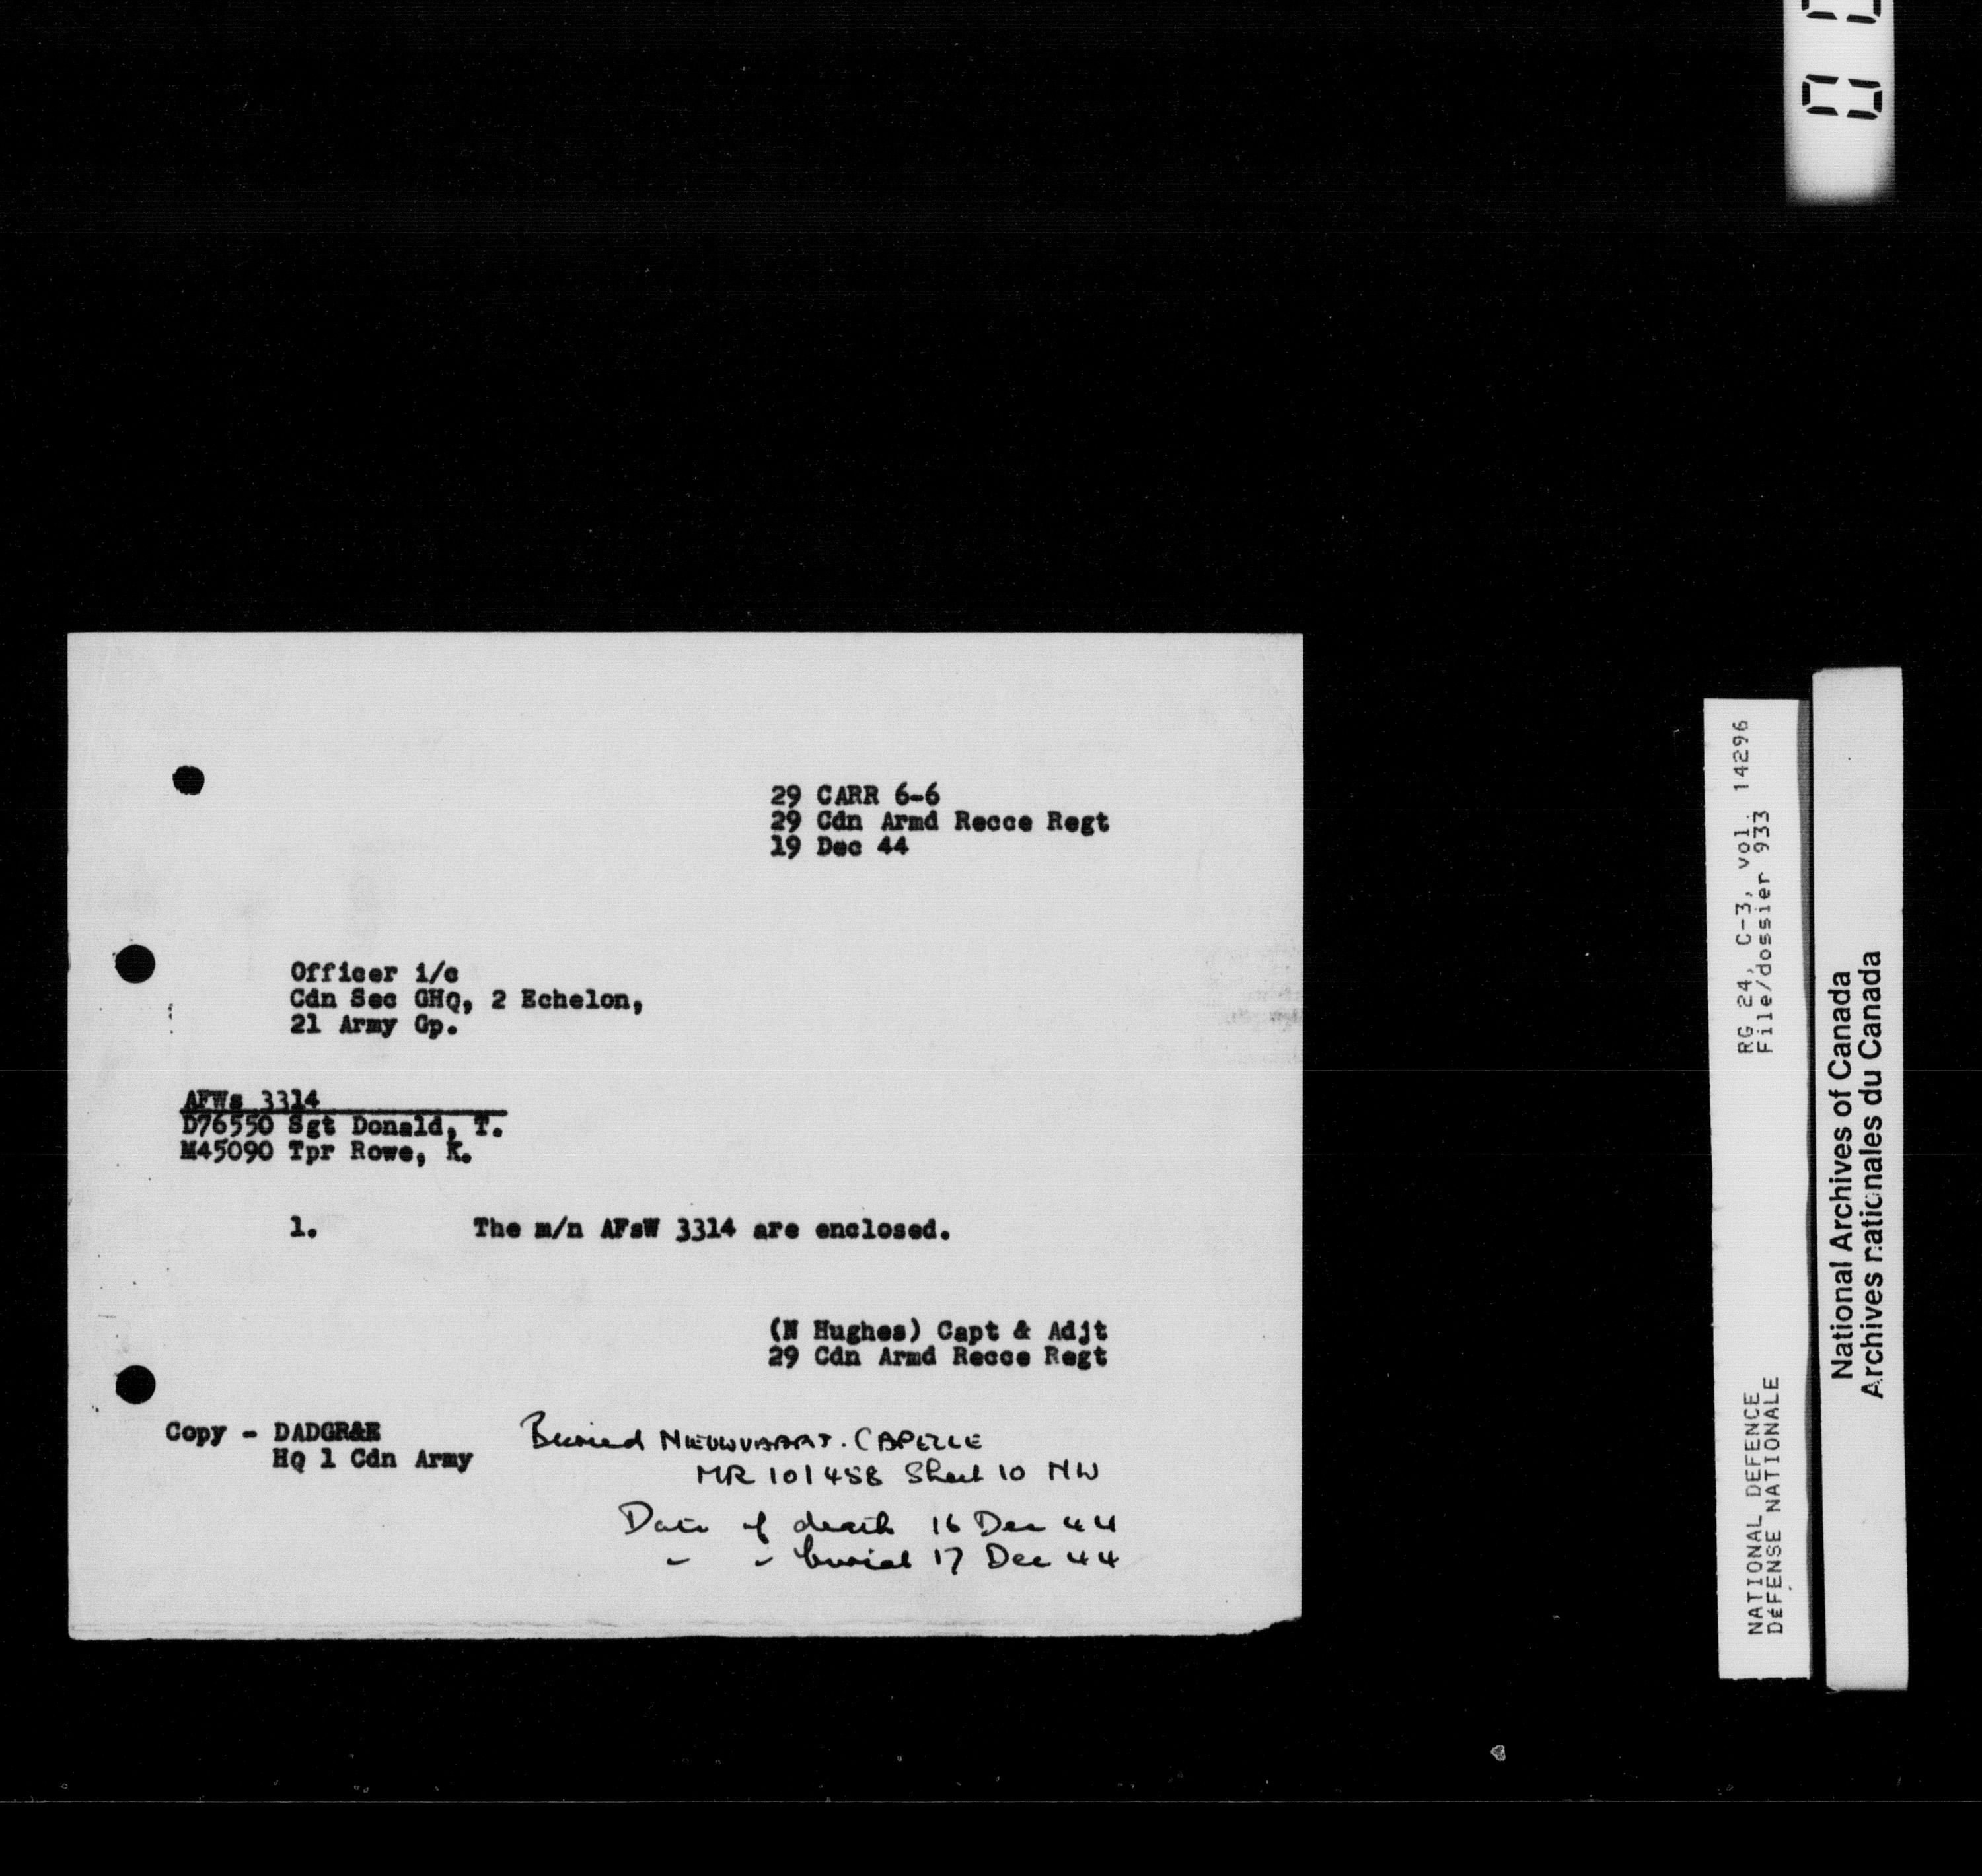 29 CARR 6-6
29 Cdn Armd Recce Regt
19 Dec 44
Officer i/c
Cdn Sec GHQ, 2 Echelon,
21 Army Gp.
AFWs 3314
D76550 Sgt Donald, T.
M45090 Tpr Rowe, K.
1. The m/n AFsW 3314 are enclosed.
(N Hughes) Capt & Adjt
29 Cdn Armd Recce Regt
Copy - DADGR&E
HQ 1 Cdn Army
Buried NIEUWVAART. CAPELLE
MR 101458 Sheet 10 NW
Date of death 16 Dec 44
" " burial 17 Dec 44
RG 24, C-3, vol. 14296
File/dossier 933
NATIONAL DEFENCE
DÉFENSE NATIONALE
National Archives of Canada
Archives nationales du Canada